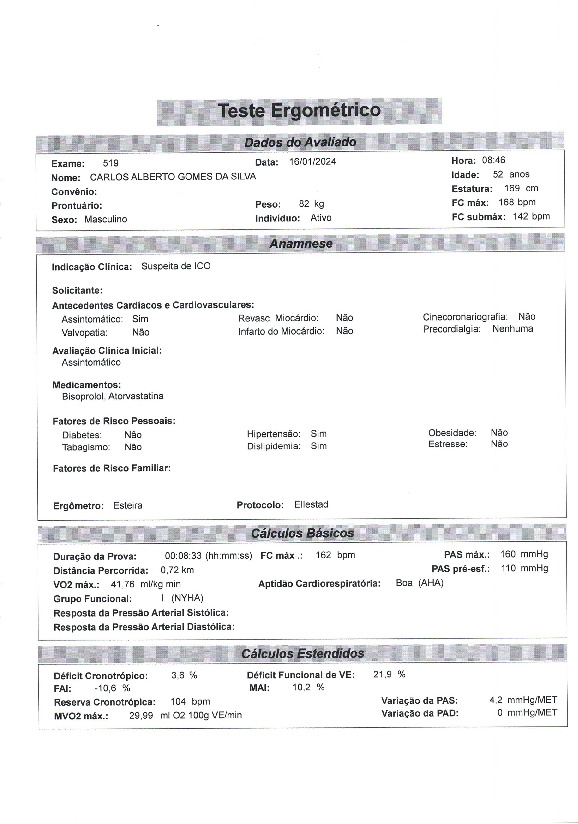 Teste Ergométrico
Dados do Avaliado
Exame: 519 Data: 16/01/2024 Hora: 08:46
Nome: CARLOS ALBERTO GOMES DA SILVA Idade: 52 anos
Convênio: Estatura: 169 cm
Prontuário: Peso: 82 kg FC máx: 168 bpm
Sexo: Masculino Indivíduo: Ativo FC submáx: 142 bpm
Anamnese
Indicação Clínica: Suspeita de ICO
Solicitante:
Antecedentes Cardíacos e Cardiovasculares:
Assintomático: Sim Revasc. Miocárdio: Não Cinecoronariografia: Não
Valvopatia: Não Infarto do Miocárdio: Não Precordialgia: Nenhuma
Avaliação Clínica Inicial:
Assintomático
Medicamentos:
Bisoprolol, Atorvastatina
Fatores de Risco Pessoais:
Diabetes: Não Hipertensão: Sim Obesidade: Não
Tabagismo: Não Dislipidemia: Sim Estresse: Não
Fatores de Risco Familiar:
Ergômetro: Esteira Protocolo: Ellestad
Cálculos Básicos
Duração da Prova: 00:08:33 (hh:mm:ss) FC máx .: 162 bpm PAS máx.: 160 mmHg
Distância Percorrida: 0,72 km PAS pré-esf.: 110 mmHg
VO2 máx.: 41,76 ml/kg min Aptidão Cardiorespiratória: Boa (AHA)
Grupo Funcional: I (NYHA)
Resposta da Pressão Arterial Sistólica:
Resposta da Pressão Arterial Diastólica:
Cálculos Estendidos
Déficit Cronotrópico: 3,6 % Déficit Funcional de VE: 21,9 %
FAI: -10,6 % MAI: 10,2 %
Reserva Cronotrópica: 104 bpm Variação da PAS: 4,2 mmHg/MET
MVO2 máx.: 29,99 ml O2 100g VE/min Variação da PAD: 0 mmHg/MET